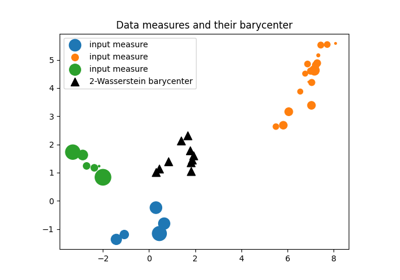 Data measures and their barycenter
input measure
input measure
input measure
2-Wasserstein barycenter
5
4
3
2
1
0
−1
−2
0
2
4
6
8